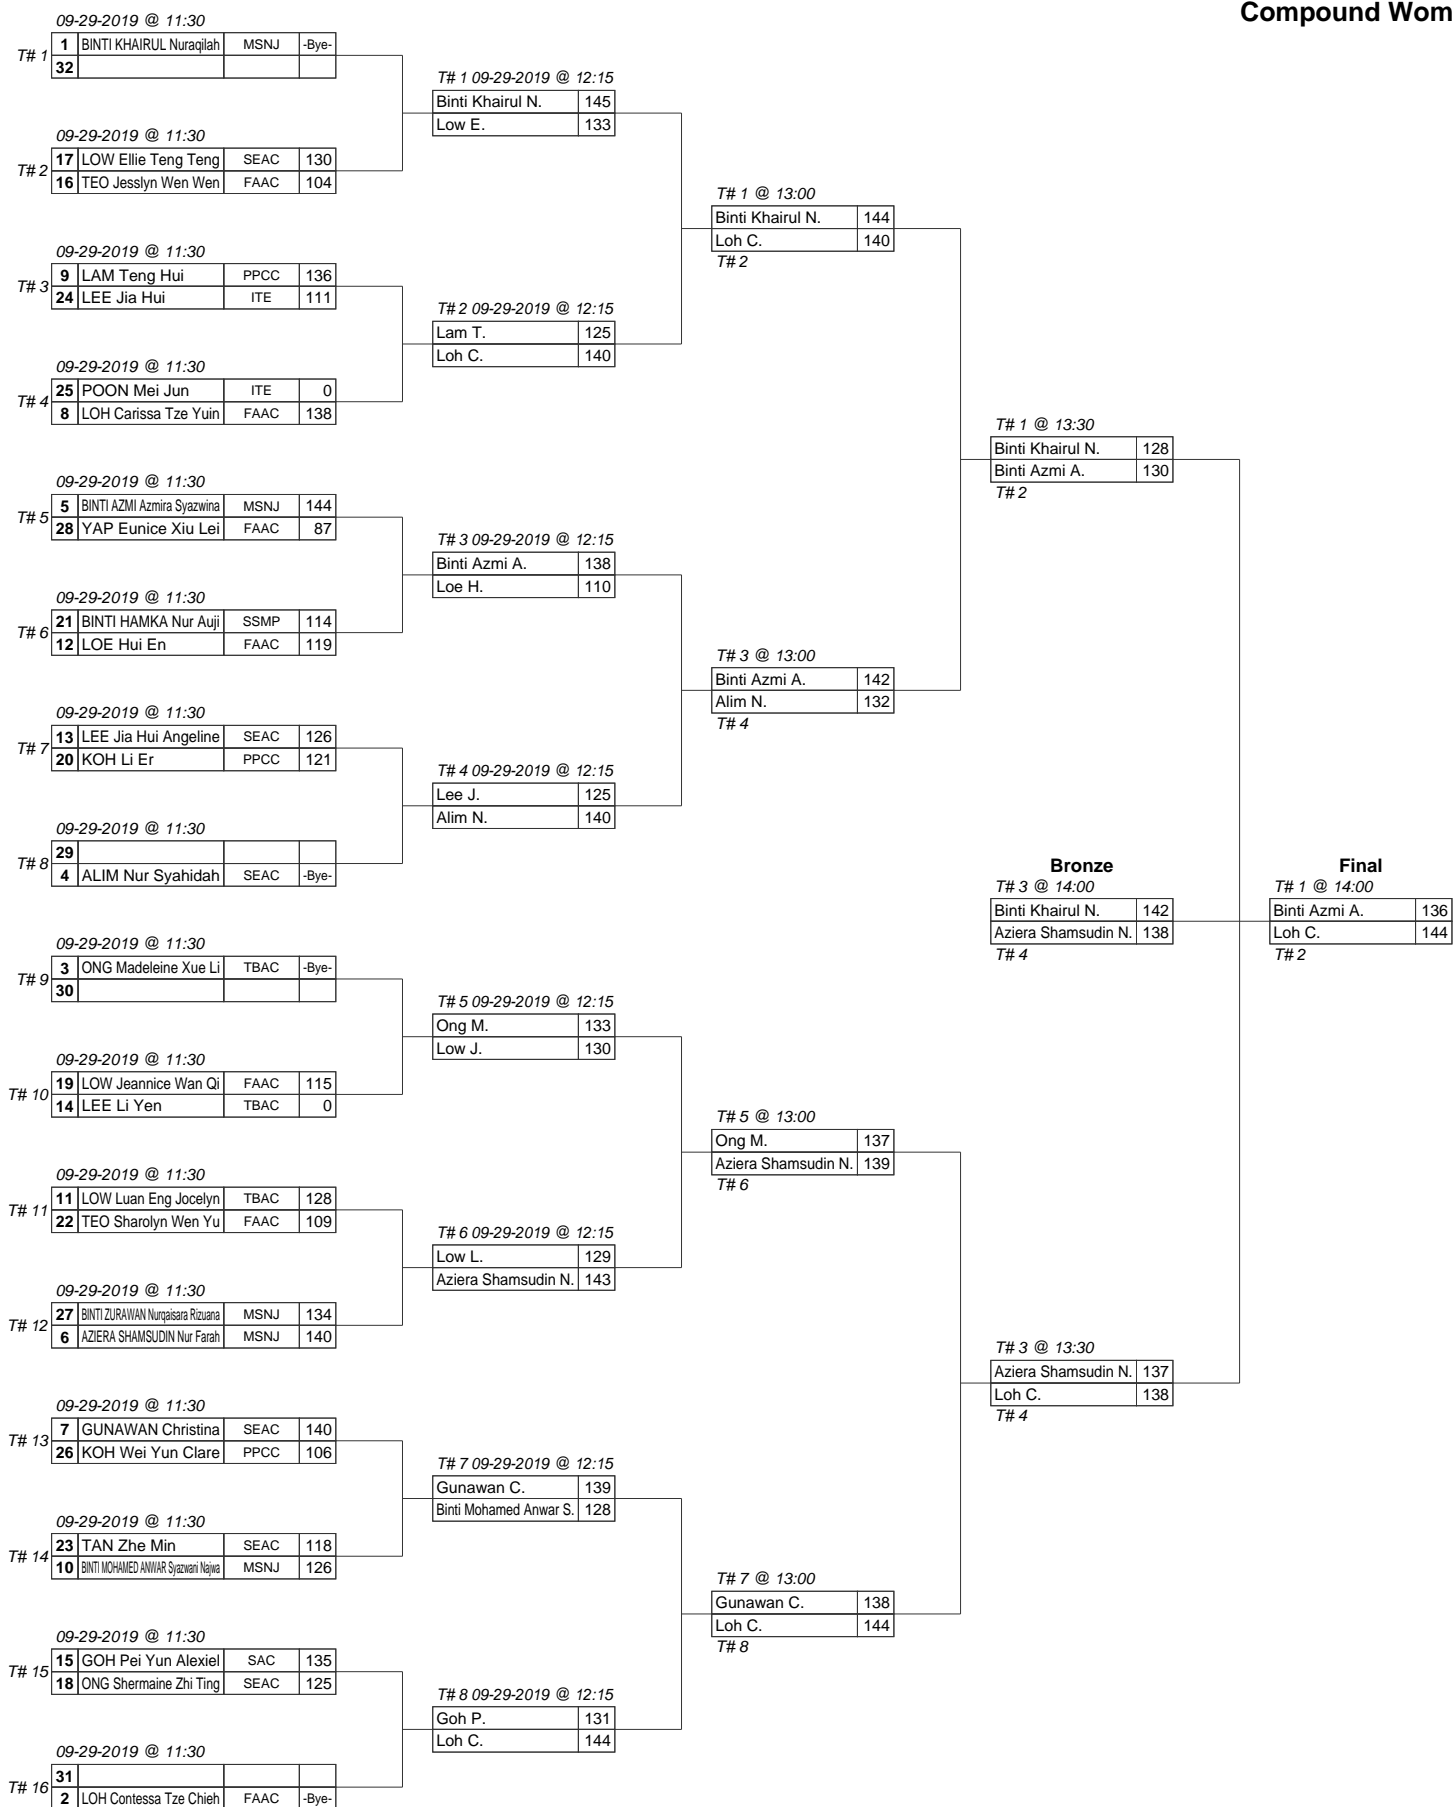 Compound Wom
09-29-2019 @ 11:30
T# 1
1 BINTI KHAIRUL Nuraqilah MSNJ -Bye-
32
09-29-2019 @ 11:30
T# 2
17 LOW Ellie Teng Teng SEAC 130
16 TEO Jesslyn Wen Wen FAAC 104
09-29-2019 @ 11:30
T# 3
9 LAM Teng Hui PPCC 136
24 LEE Jia Hui ITE 111
09-29-2019 @ 11:30
T# 4
25 POON Mei Jun ITE 0
8 LOH Carissa Tze Yuin FAAC 138
09-29-2019 @ 11:30
T# 5
5 BINTI AZMI Azmira Syazwina MSNJ 144
28 YAP Eunice Xiu Lei FAAC 87
09-29-2019 @ 11:30
T# 6
21 BINTI HAMKA Nur Auji SSMP 114
12 LOE Hui En FAAC 119
09-29-2019 @ 11:30
T# 7
13 LEE Jia Hui Angeline SEAC 126
20 KOH Li Er PPCC 121
09-29-2019 @ 11:30
T# 8
29
4 ALIM Nur Syahidah SEAC -Bye-
09-29-2019 @ 11:30
T# 9
3 ONG Madeleine Xue Li TBAC -Bye-
30
09-29-2019 @ 11:30
T# 10
19 LOW Jeannice Wan Qi FAAC 115
14 LEE Li Yen TBAC 0
09-29-2019 @ 11:30
T# 11
11 LOW Luan Eng Jocelyn TBAC 128
22 TEO Sharolyn Wen Yu FAAC 109
09-29-2019 @ 11:30
T# 12
27 BINTI ZURAWAN Nurqaisara Rizuana MSNJ 134
6 AZIERA SHAMSUDIN Nur Farah MSNJ 140
09-29-2019 @ 11:30
T# 13
7 GUNAWAN Christina SEAC 140
26 KOH Wei Yun Clare PPCC 106
09-29-2019 @ 11:30
T# 14
23 TAN Zhe Min SEAC 118
10 BINTI MOHAMED ANWAR Syazwani Najwa MSNJ 126
09-29-2019 @ 11:30
T# 15
15 GOH Pei Yun Alexiel SAC 135
18 ONG Shermaine Zhi Ting SEAC 125
09-29-2019 @ 11:30
T# 16
31
2 LOH Contessa Tze Chieh FAAC -Bye-
T# 1 09-29-2019 @ 12:15
Binti Khairul N. 145
Low E. 133
T# 2 09-29-2019 @ 12:15
Lam T. 125
Loh C. 140
T# 3 09-29-2019 @ 12:15
Binti Azmi A. 138
Loe H. 110
T# 4 09-29-2019 @ 12:15
Lee J. 125
Alim N. 140
T# 5 09-29-2019 @ 12:15
Ong M. 133
Low J. 130
T# 6 09-29-2019 @ 12:15
Low L. 129
Aziera Shamsudin N. 143
T# 7 09-29-2019 @ 12:15
Gunawan C. 139
Binti Mohamed Anwar S. 128
T# 8 09-29-2019 @ 12:15
Goh P. 131
Loh C. 144
T# 1 @ 13:00
Binti Khairul N. 144
Loh C. 140
T# 2
T# 3 @ 13:00
Binti Azmi A. 142
Alim N. 132
T# 4
T# 5 @ 13:00
Ong M. 137
Aziera Shamsudin N. 139
T# 6
T# 7 @ 13:00
Gunawan C. 138
Loh C. 144
T# 8
T# 1 @ 13:30
Binti Khairul N. 128
Binti Azmi A. 130
T# 2
T# 3 @ 13:30
Aziera Shamsudin N. 137
Loh C. 138
T# 4
Bronze
T# 3 @ 14:00
Binti Khairul N. 142
Aziera Shamsudin N. 138
T# 4
Final
T# 1 @ 14:00
Binti Azmi A. 136
Loh C. 144
T# 2